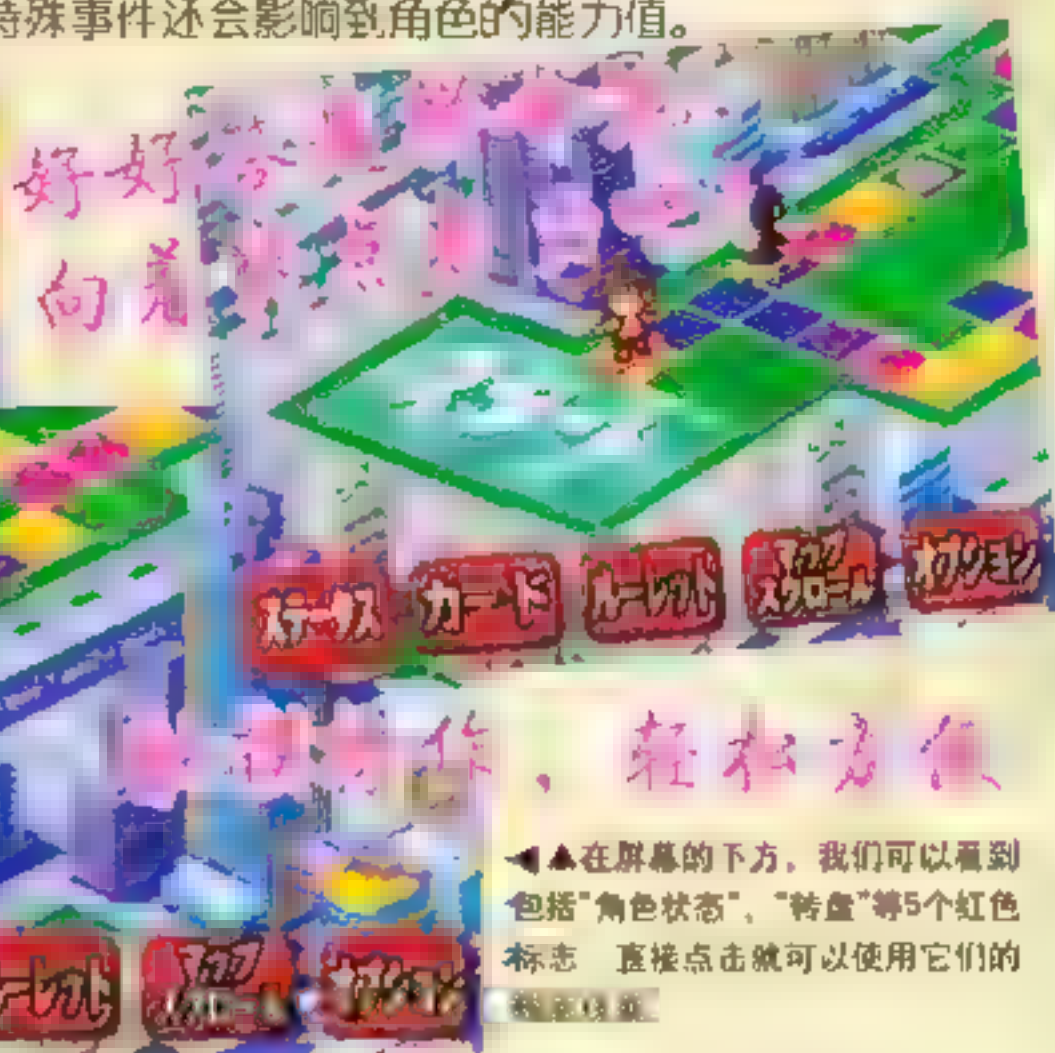 特殊事件还会影响到角色的能力值。
好好
向着
ステータス
カード
ルーレット
マップ
スクロール
オプション
作，轻松方便
◀▲在屏幕的下方，我们可以看到
包括“角色状态”、“转盘”等5个红色
标志 直接点击就可以使用它们的
ーレット
マップ
スクロール
オプション